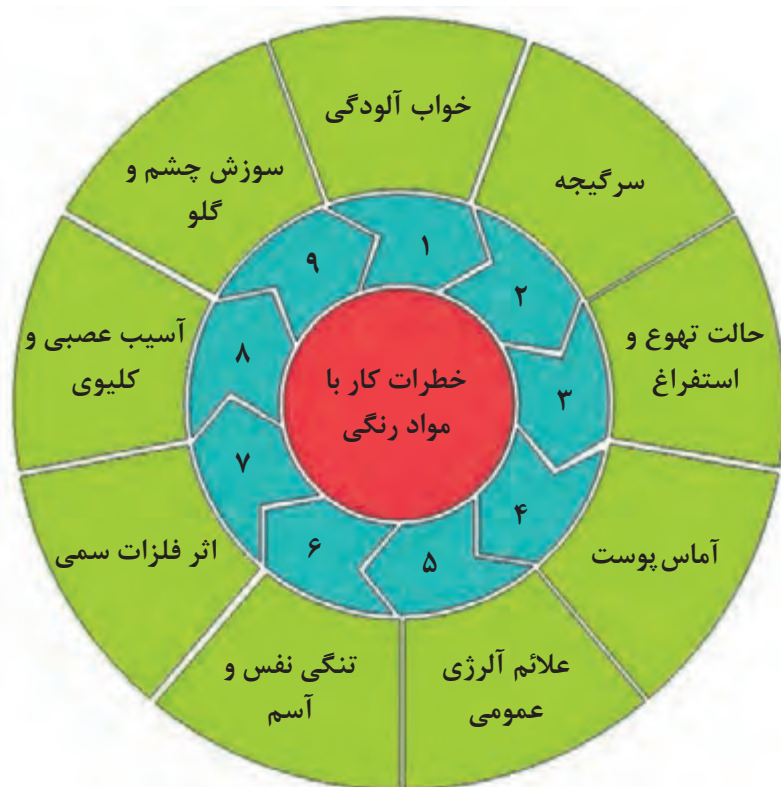 خطرات کار با
مواد رنگی
۱
خواب آلودگی
۲
سرگیجه
۳
حالت تهوع و
استفراغ
۴
آماس پوست
۵
علائم آلرژی
عمومی
۶
تنگی نفس و
آسم
۷
اثر فلزات سمی
۸
آسیب عصبی و
کلیوی
۹
سوزش چشم و
گلو